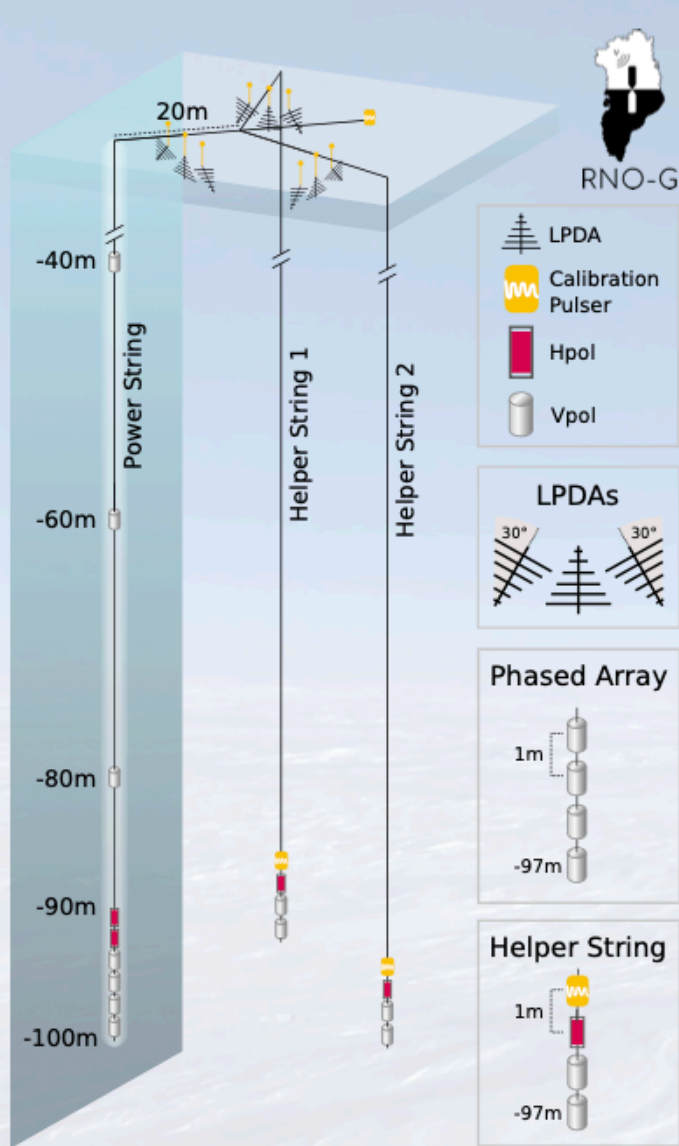 20m
RNO-G
-40m
-60m
-80m
-90m
-100m
Power String
Helper String 1
Helper String 2
LPDA
Calibration
Pulser
Hpol
Vpol
LPDAs
30°
30°
Phased Array
1m
-97m
Helper String
1m
-97m